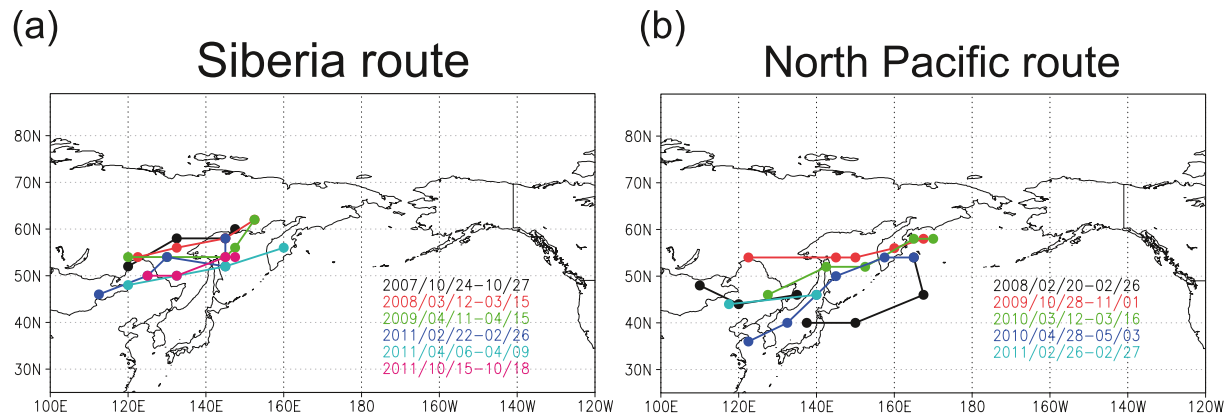 (a)
Siberia route
80N
70N
60N
50N
40N
30N
2007/10/24-10/27
2008/03/12-03/15
2009/04/11-04/15
2011/02/22-02/26
2011/04/06-04/09
2011/10/15-10/18
100E 120E 140E 160E 180 160W 140W 120W
(b)
North Pacific route
80N
70N
60N
50N
40N
30N
2008/02/20-02/26
2009/10/28-11/01
2010/03/12-03/16
2010/04/28-05/03
2011/02/26-02/27
100E 120E 140E 160E 180 160W 140W 120W